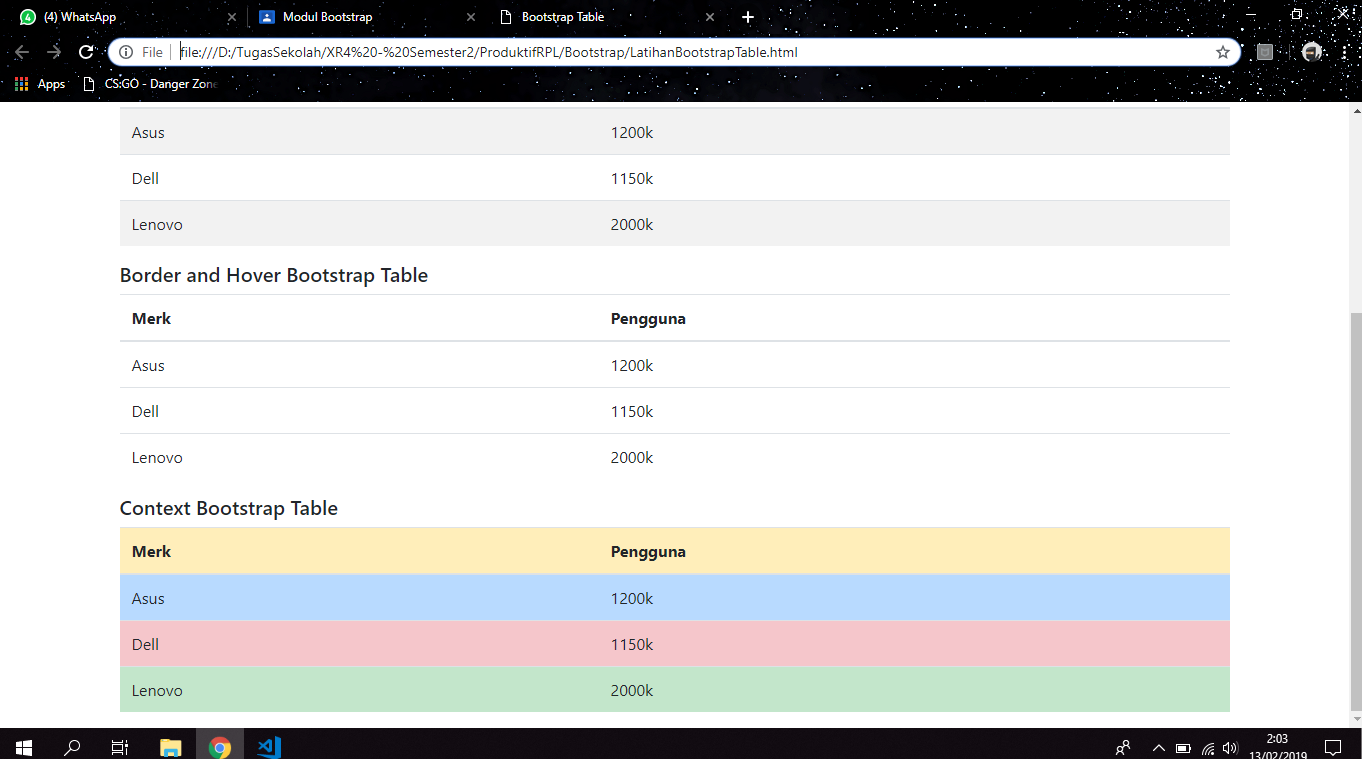 4 (4) WhatsApp Modul Bootstrap Bootstrap Table
File file:///D:/TugasSekolah/XR4%20-%20Semester2/ProduktifRPL/Bootstrap/LatihanBootstrapTable.html
Apps CS:GO - Danger Zone
Asus 1200k
Dell 1150k
Lenovo 2000k
Border and Hover Bootstrap Table
Merk Pengguna
Asus 1200k
Dell 1150k
Lenovo 2000k
Context Bootstrap Table
Merk Pengguna
Asus 1200k
Dell 1150k
Lenovo 2000k
2:03
13/02/2019